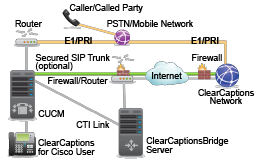 Caller/Called Party
Router
PSTN/Mobile Network
E1/PRI
E1/PRI
Secured SIP Trunk
(optional)
Firewall
Firewall/Router
Internet
ClearCaptions
Network
CUCM
CTI Link
ClearCaptions
for Cisco User
ClearCaptionsBridge
Server